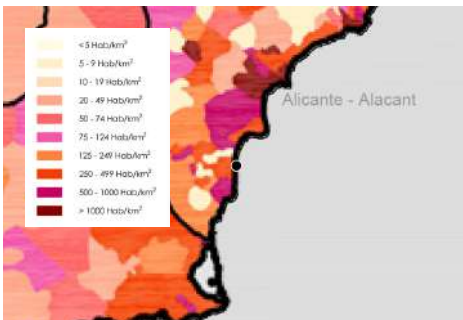 <5 Hab/km²
5 - 9 Hab/km²
10 - 19 Hab/km²
20 - 49 Hab/km²
50 - 74 Hab/km²
75 - 124 Hab/km²
125 - 249 Hab/km²
250 - 499 Hab/km²
500 - 1000 Hab/km²
> 1000 Hab/km²
Alicante - Alacant